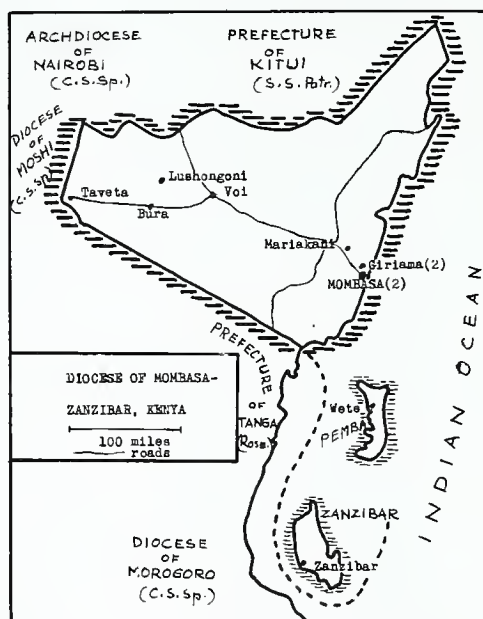 ARCHDIOCESE
OF
NAIROBI
(C.S.Sp.)
PREFECTURE
OF
KITUI
(S.S.Patr.)
DIOCESE
OF
MOSHI
(C.S.Sp)
Lushongoni
Voi
Taveta
Bura
Mariakani
Giriama(2)
MOMBASA(2)
PREFECTURE
OF
TANGA
(Rosm.)
DIOCESE OF MOMBASA-
ZANZIBAR, KENYA
100 miles
roads
Wete
PEMBA
INDIAN OCEAN
ZANZIBAR
Zanzibar
DIOCESE
OF
MOROGORO
(C.S.Sp.)